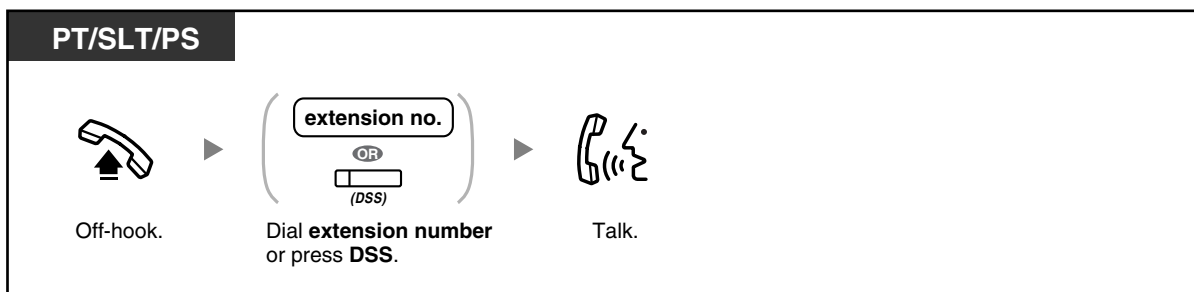 PT/SLT/PS
extension no.
OR
(DSS)
Off-hook.
Dial extension number
or press DSS.
Talk.